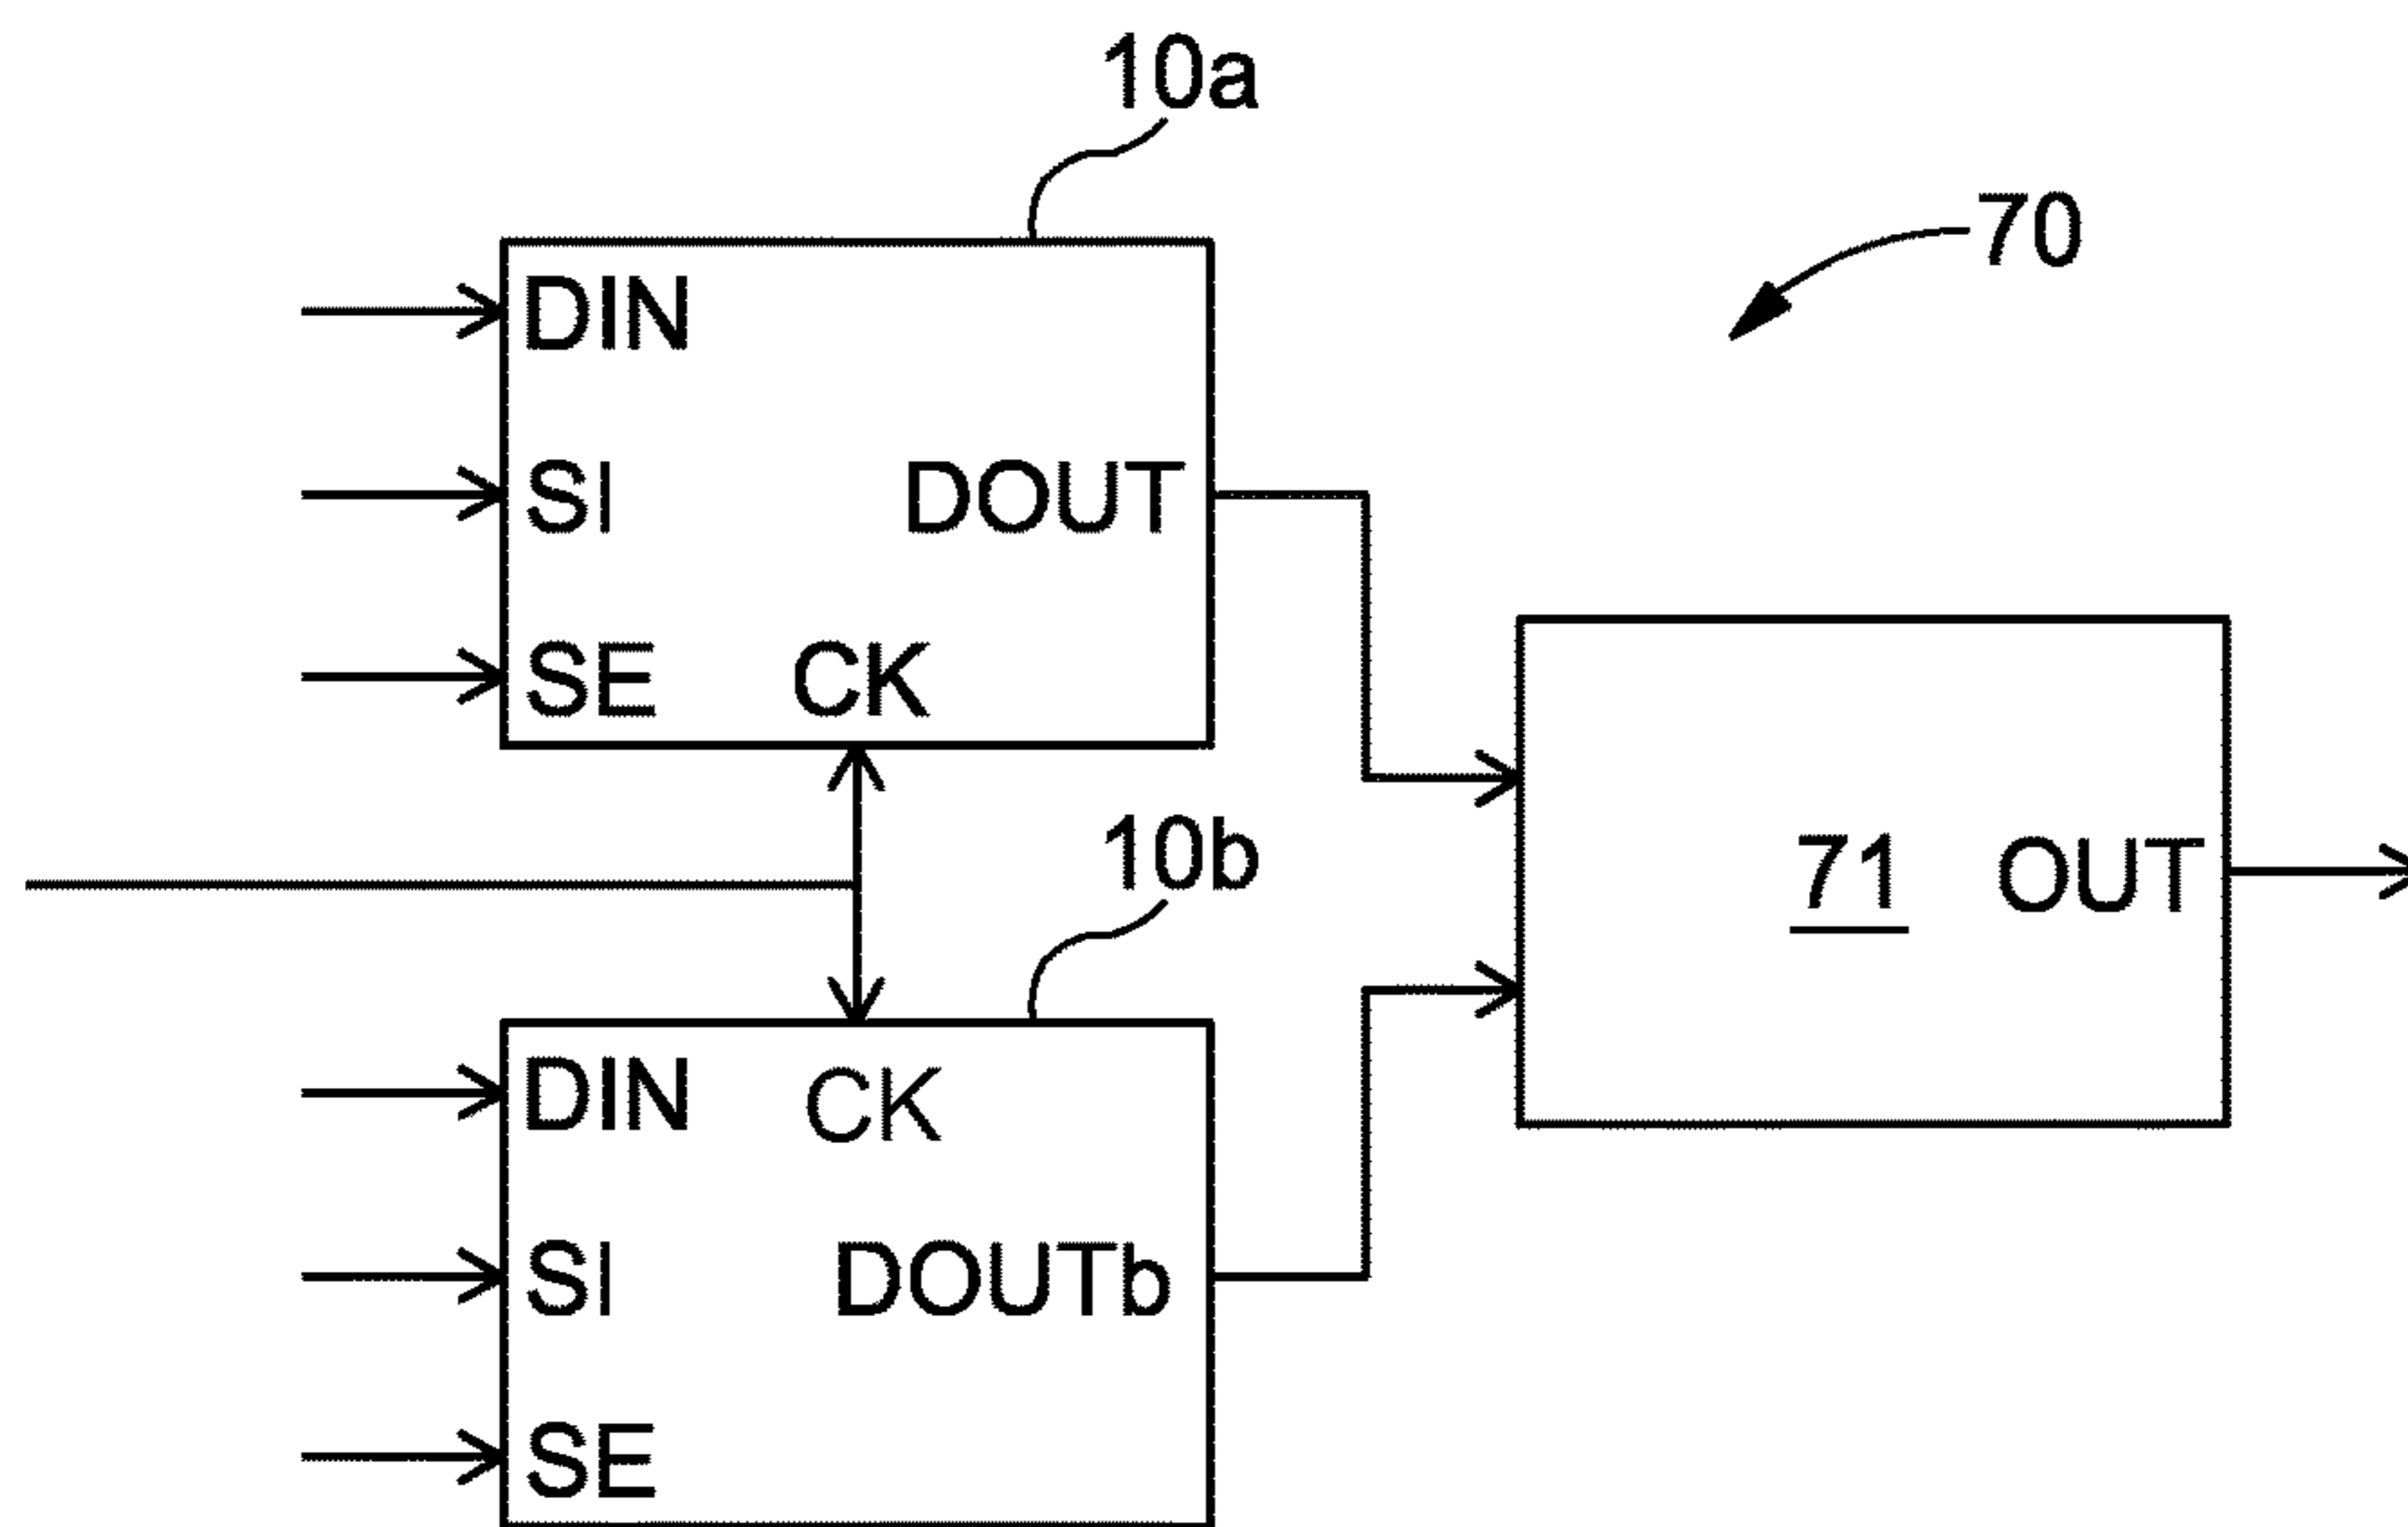 10a
70
DIN
SI DOUT
SE CK
10b
71 OUT
DIN CK
SI DOUTb
SE